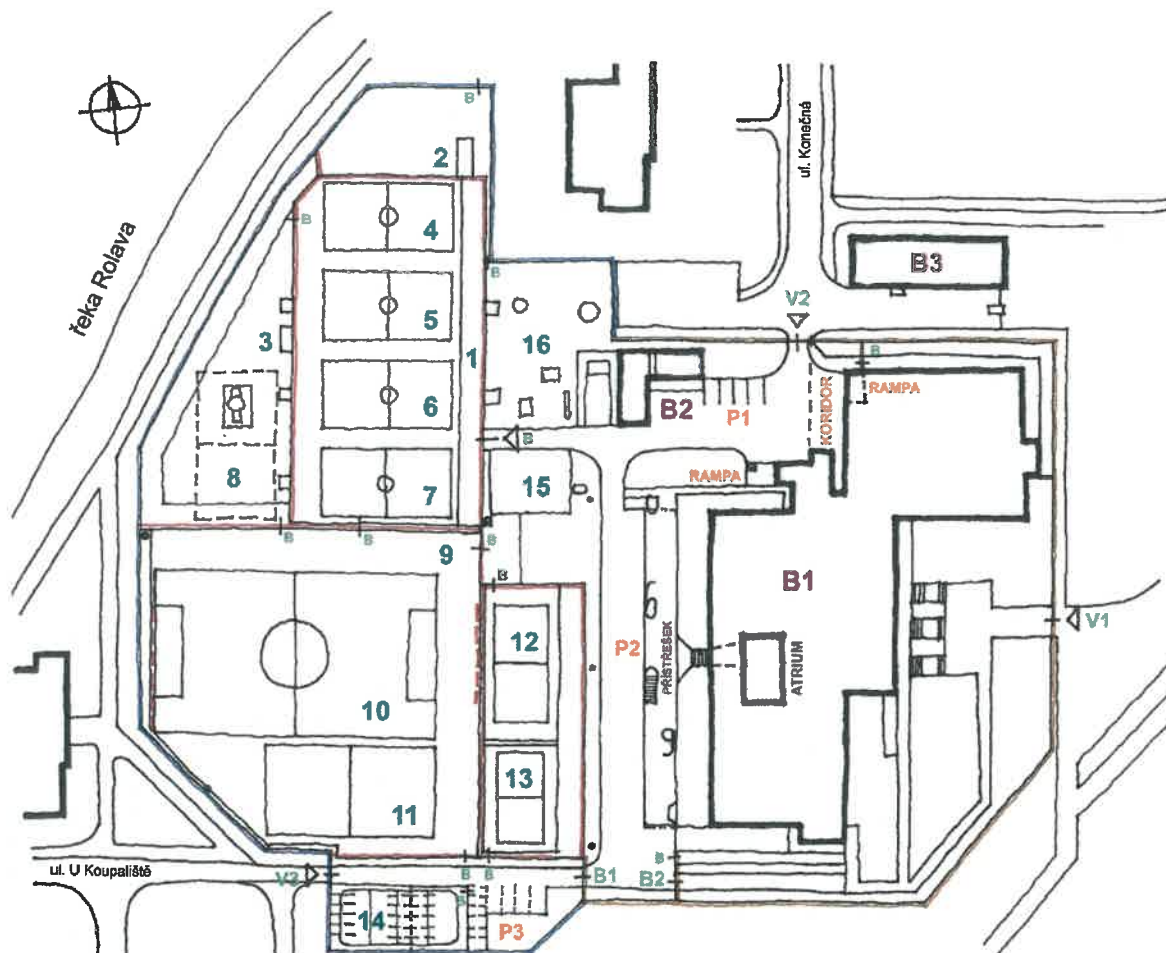 B
ul. Konečná
řeka Rolava
2
4
B
B3
B
V2
5
3
1
16
B
RAMPA
KORIDOR
6
B2
P1
B
RAMPA
8
7
15
B
B
9
B
B
B1
12
P2
PŘÍSTŘEŠEK
ATRIUM
V1
10
13
11
ul. U Koupaliště
V3
B
B
B
B1
B2
B
14
P3